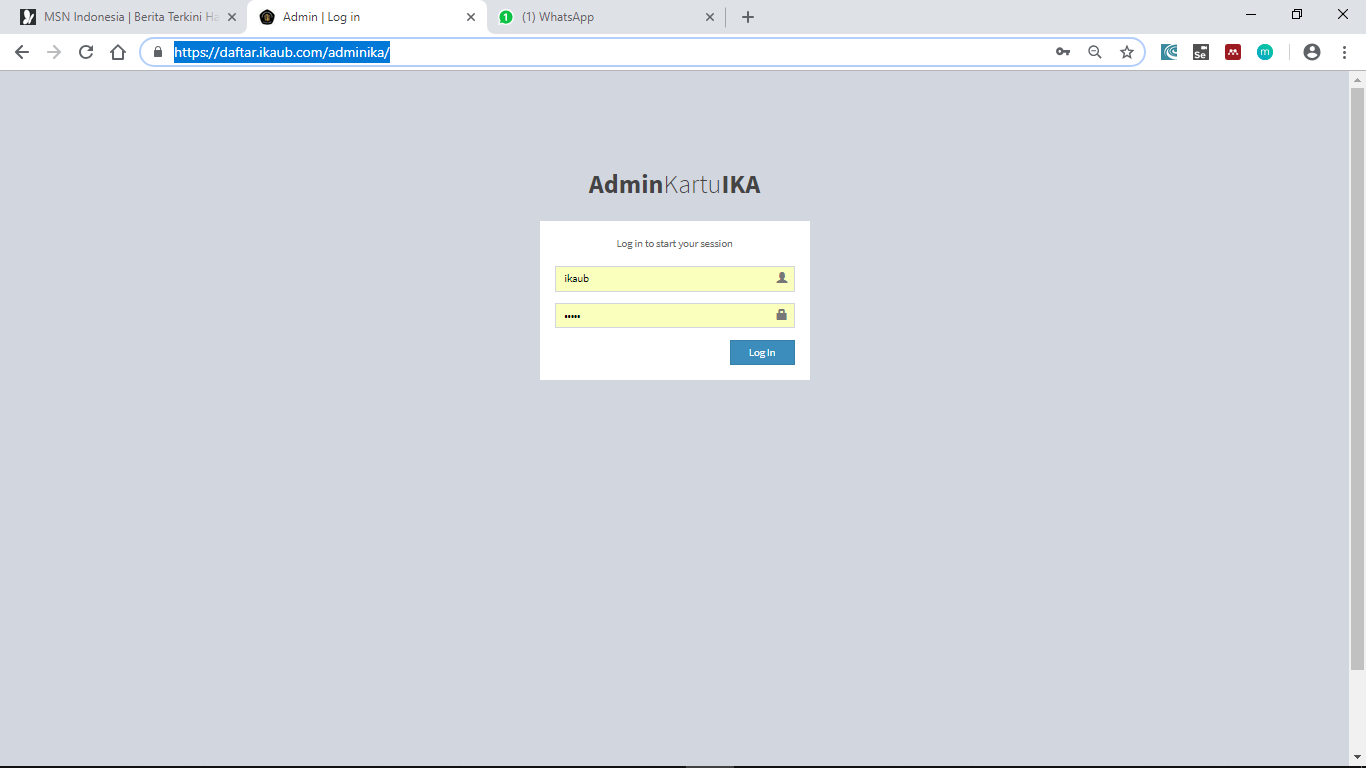 MSN Indonesia | Berita Terkini Ha
Admin | Log in
(1) WhatsApp
https://daftar.ikaub.com/adminika/
Se
m
AdminKartuIKA
Log in to start your session
ikaub
•••••
Log In